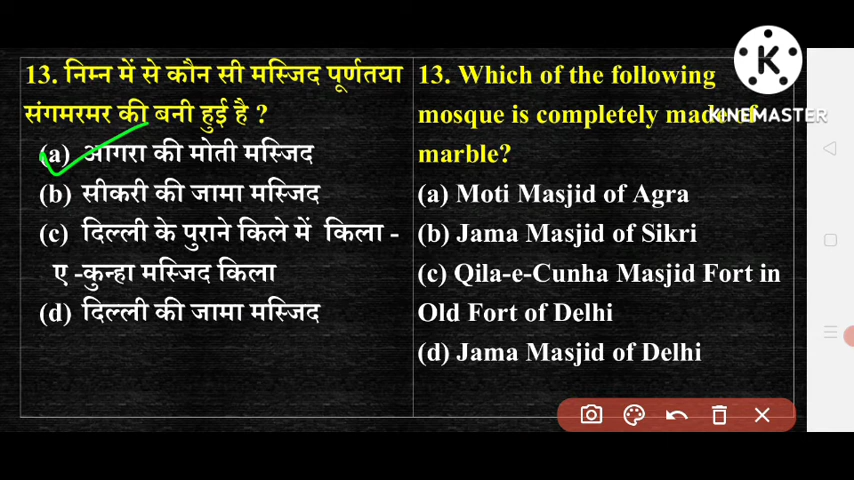 13. निम्न में से कौन सी मस्जिद पूर्णतया
संगमरमर की बनी हुई है ?
(a) आगरा की मोती मस्जिद
(b) सीकरी की जामा मस्जिद
(c) दिल्ली के पुराने किले में किला -
ए -कुन्हा मस्जिद किला
(d) दिल्ली की जामा मस्जिद
13. Which of the following
mosque is completely made of
marble?
(a) Moti Masjid of Agra
(b) Jama Masjid of Sikri
(c) Qila-e-Cunha Masjid Fort in
Old Fort of Delhi
(d) Jama Masjid of Delhi
K
KINEMASTER